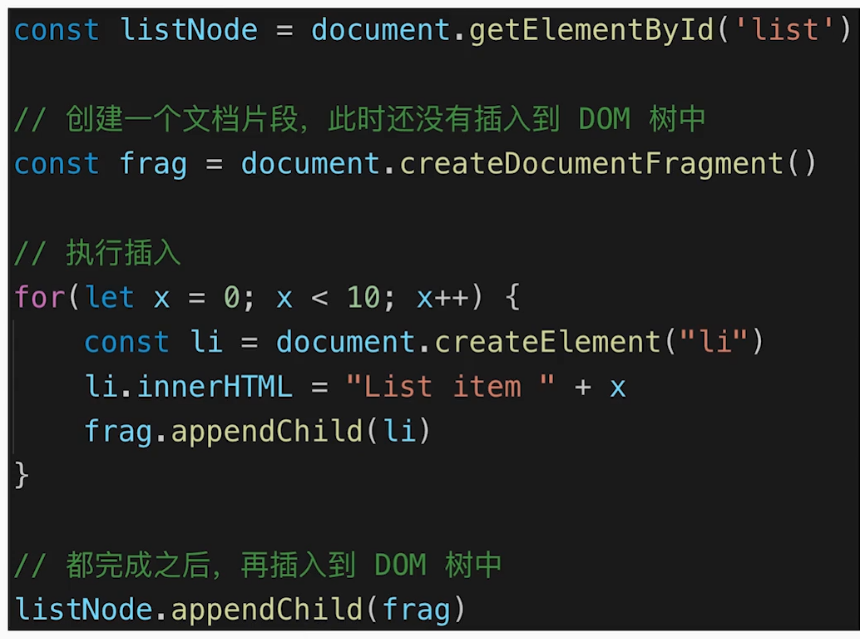 const listNode = document.getElementById('list')
// 创建一个文档片段，此时还没有插入到 DOM 树中
const frag = document.createDocumentFragment()
// 执行插入
for(let x = 0; x < 10; x++) {
    const li = document.createElement("li")
    li.innerHTML = "List item " + x
    frag.appendChild(li)
}
// 都完成之后，再插入到 DOM 树中
listNode.appendChild(frag)